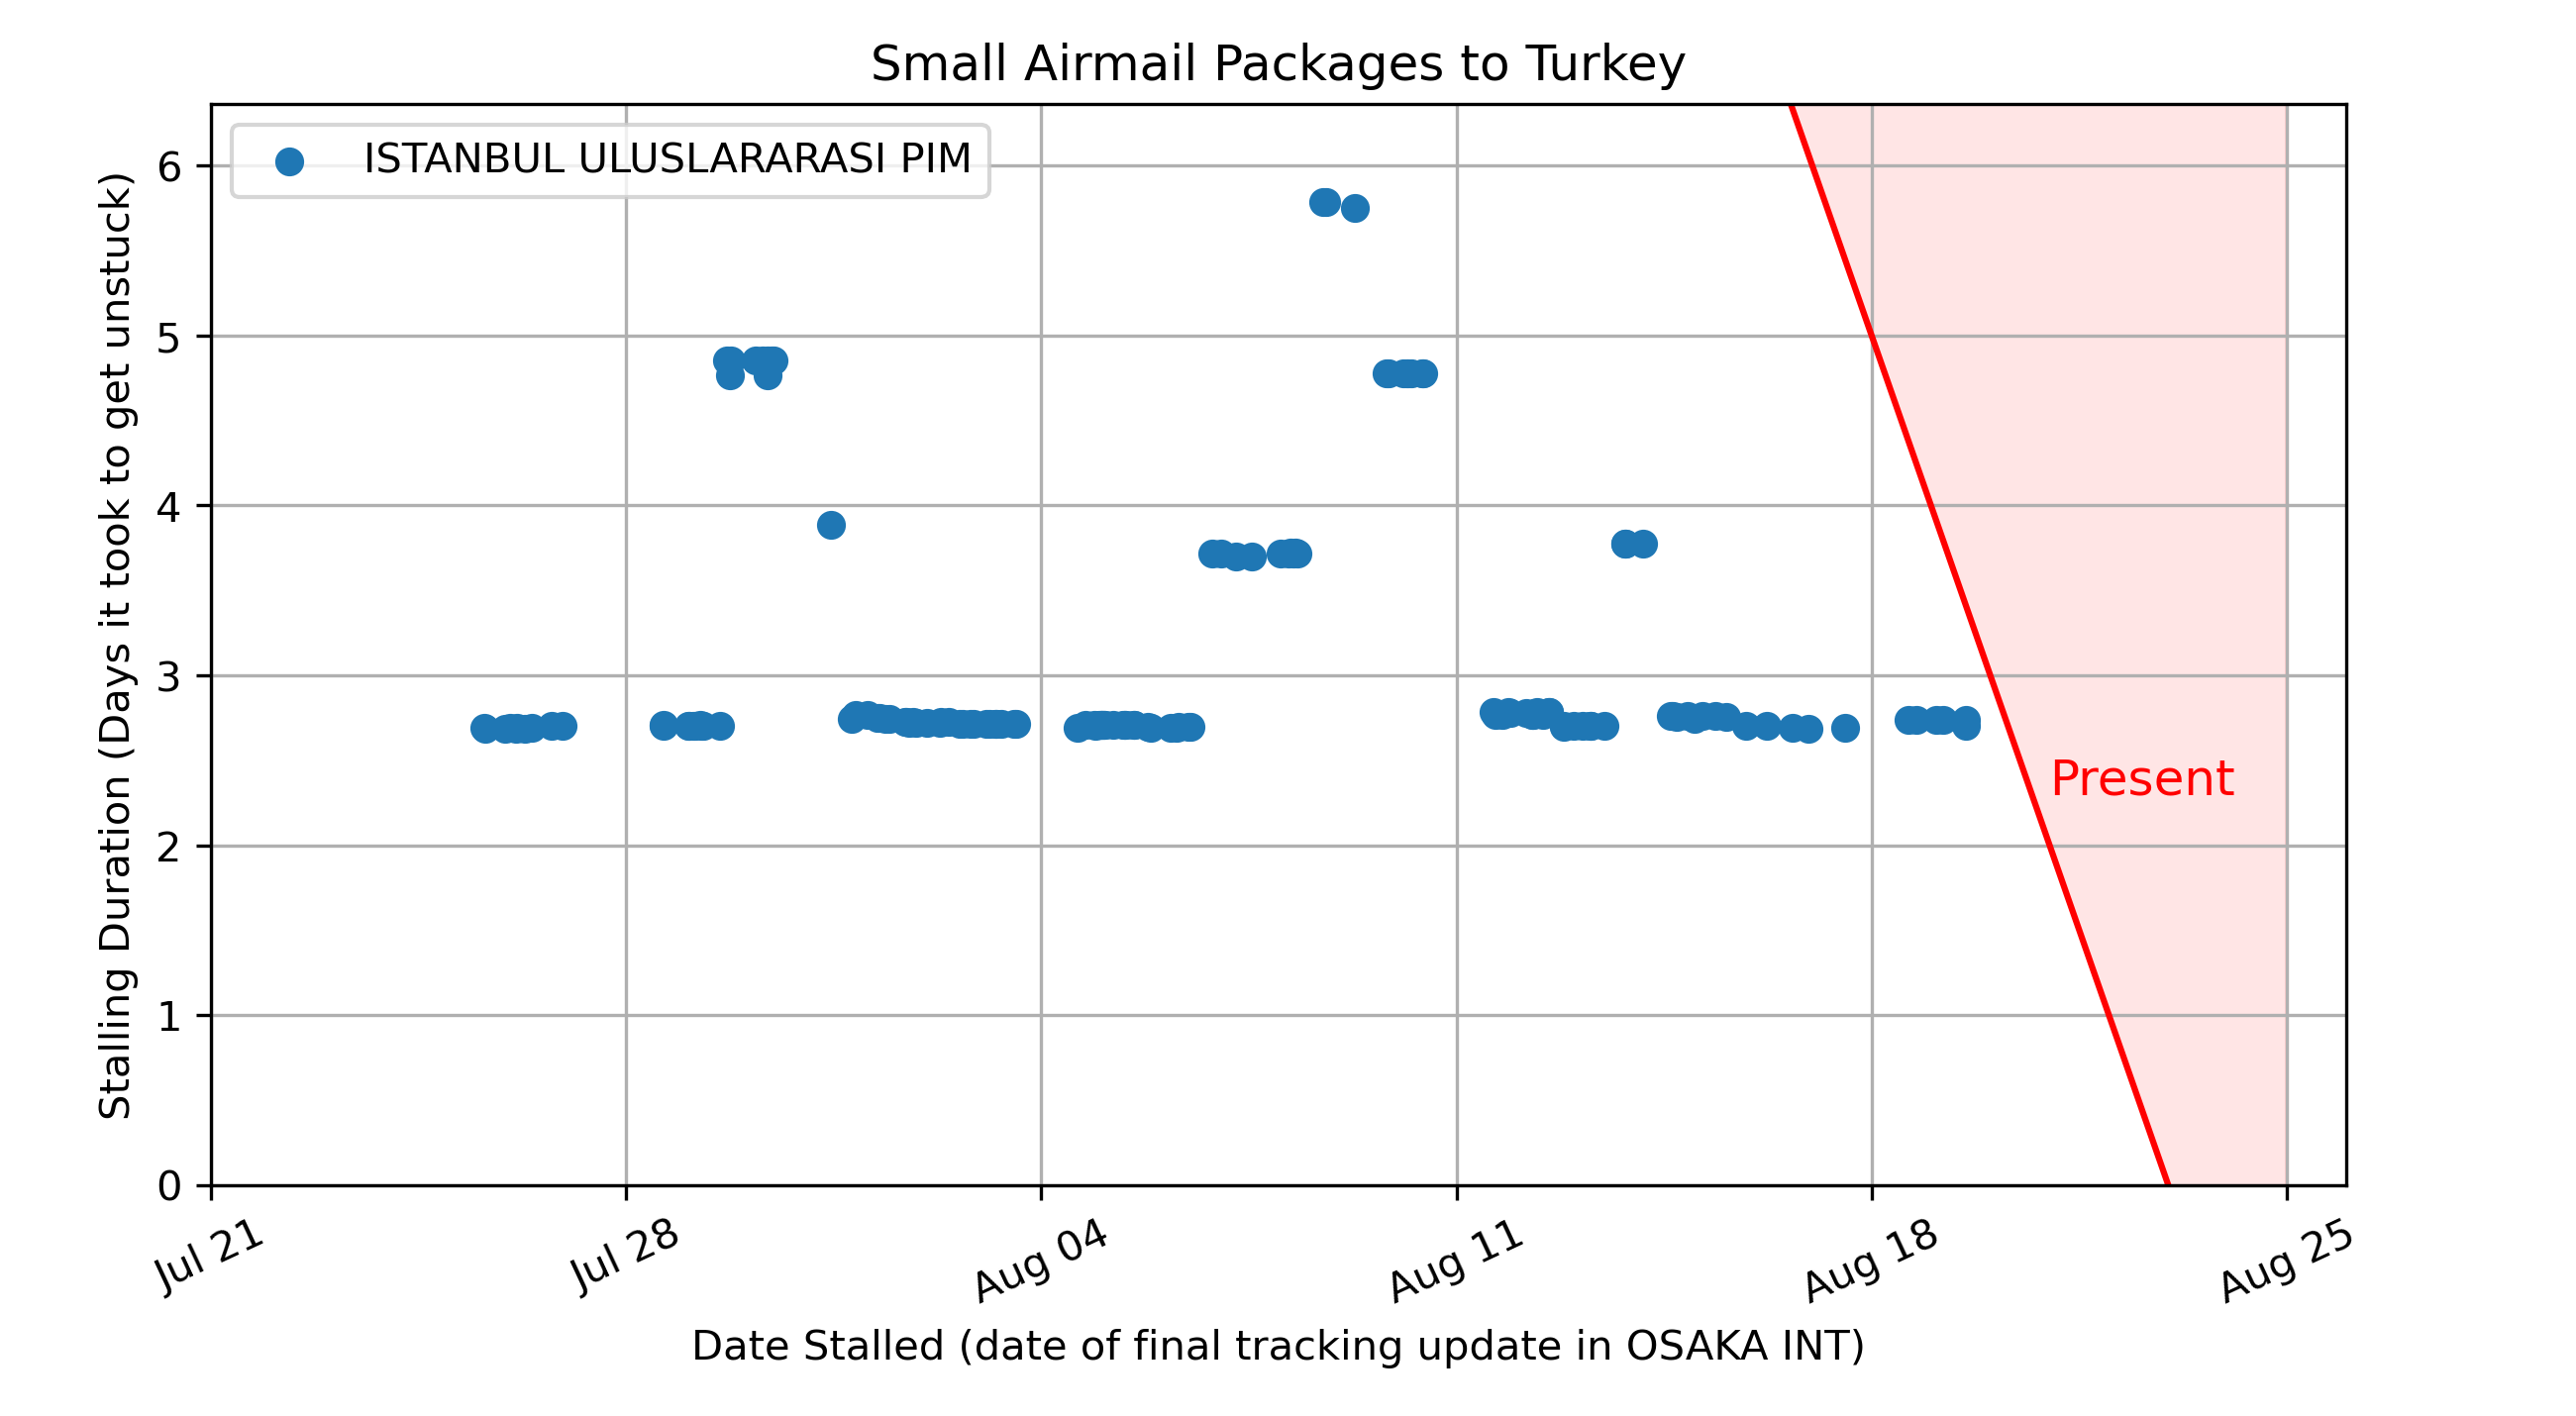 Small Airmail Packages to Turkey
ISTANBUL ULUSLARARASI PIM
Stalling Duration (Days it took to get unstuck)
6
5
4
3
2
1
0
Present
Jul 21
Jul 28
Aug 04
Aug 11
Aug 18
Aug 25
Date Stalled (date of final tracking update in OSAKA INT)